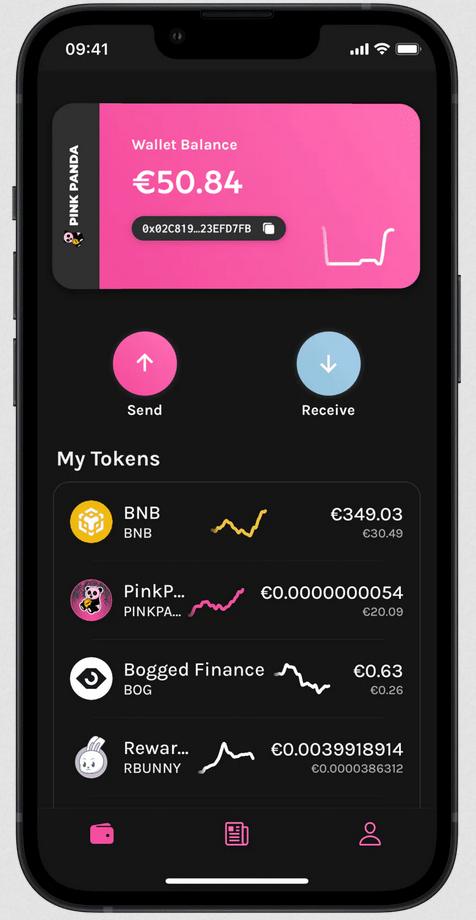 09:41
PINK PANDA
Wallet Balance
€50.84
0x02C819…23EFD7FB
Send
Receive
My Tokens
BNB
BNB
€349.03
€30.49
PinkP...
PINKPA...
€0.0000000054
€20.09
Bogged Finance
BOG
€0.63
€0.26
Rewar...
RBUNNY
€0.0039918914
€0.0000386312